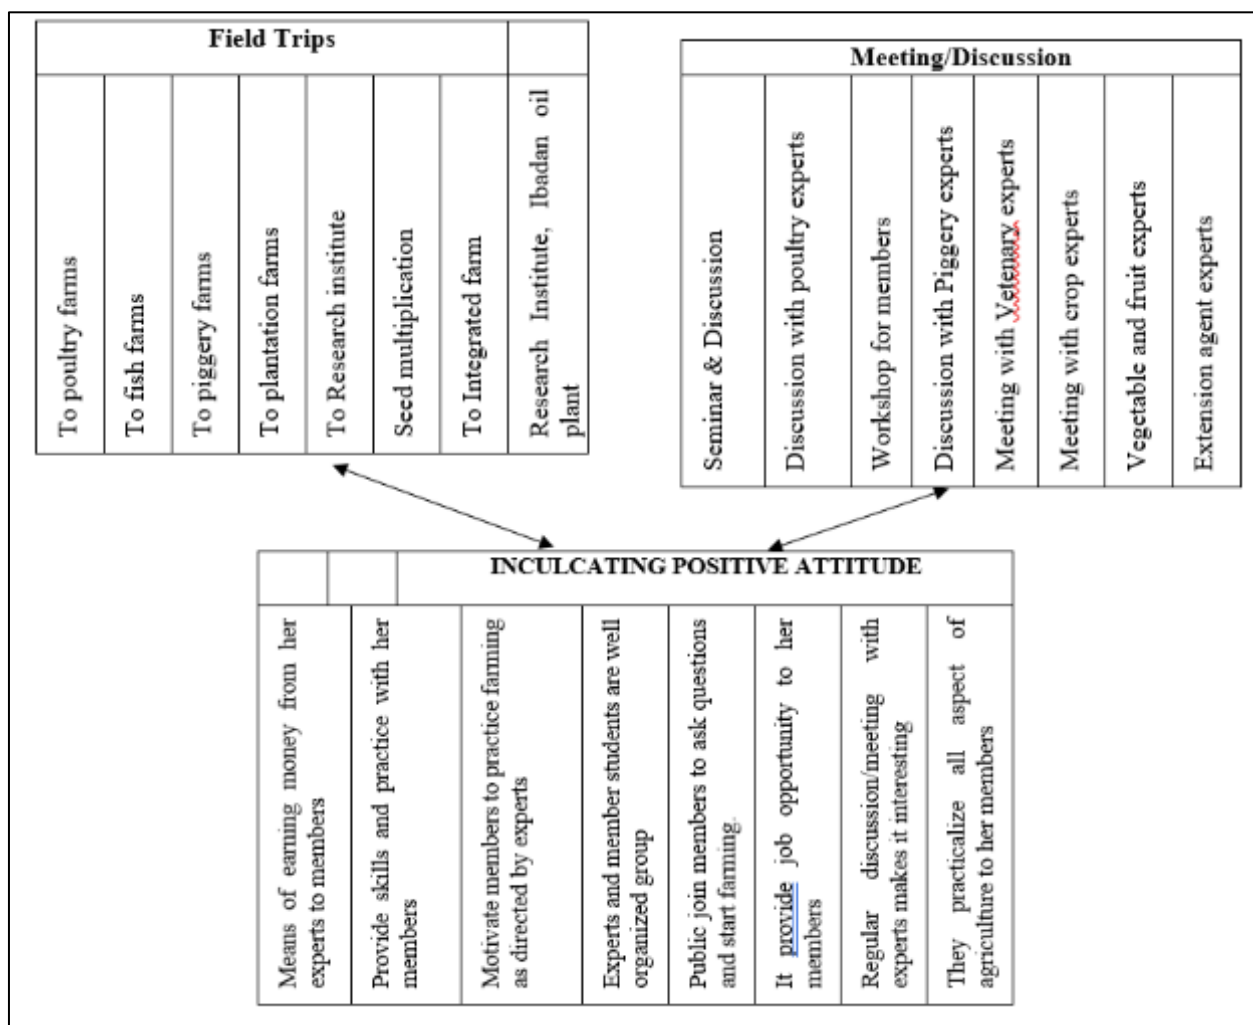 Field Trips
To poultry farms
To fish farms
To piggery farms
To plantation farms
To Research institute
Seed multiplication
To Integrated farm
Research Institute, Ibadan oil
plant
Meeting/Discussion
Seminar & Discussion
Discussion with poultry experts
Workshop for members
Discussion with Piggery experts
Meeting with Vetenary experts
Meeting with crop experts
Vegetable and fruit experts
Extension agent experts
INCULCATING POSITIVE ATTITUDE
Means of earning money from her
experts to members
Provide skills and practice with her
members
Motivate members to practice farming
as directed by experts
Experts and member students are well
organized group
Public join members to ask questions
and start farming.
It provide job opportunity to her
members
Regular discussion/meeting with
experts makes it interesting
They practicalize all aspect of
agriculture to her members